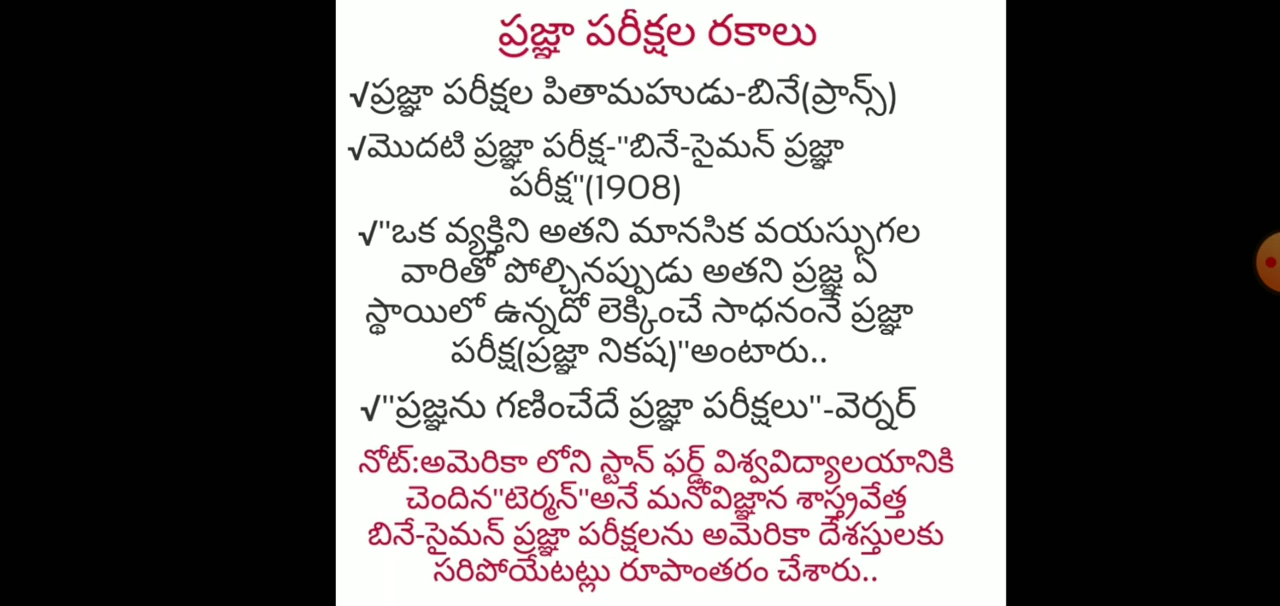 ప్రజ్ఞా పరీక్షల రకాలు
√ప్రజ్ఞా పరీక్షల పితామహుడు-బినే(ఫ్రాన్స్)
√మొదటి ప్రజ్ఞా పరీక్ష-"బినే-సైమన్ ప్రజ్ఞా
పరీక్ష"(1908)
√"ఒక వ్యక్తిని అతని మానసిక వయస్సుగల
వారితో పోల్చినప్పుడు అతని ప్రజ్ఞ ఏ
స్థాయిలో ఉన్నదో లెక్కించే సాధనంనే ప్రజ్ఞా
పరీక్ష(ప్రజ్ఞా నికష)"అంటారు..
√"ప్రజ్ఞను గణించేదే ప్రజ్ఞా పరీక్షలు"-వెర్నర్
నోట్:అమెరికా లోని స్టాన్ ఫర్డ్ విశ్వవిద్యాలయానికి
చెందిన"టెర్మన్"అనే మనోవిజ్ఞాన శాస్త్రవేత్త
బినే-సైమన్ ప్రజ్ఞా పరీక్షలను అమెరికా దేశస్తులకు
సరిపోయేటట్లు రూపాంతరం చేశారు..